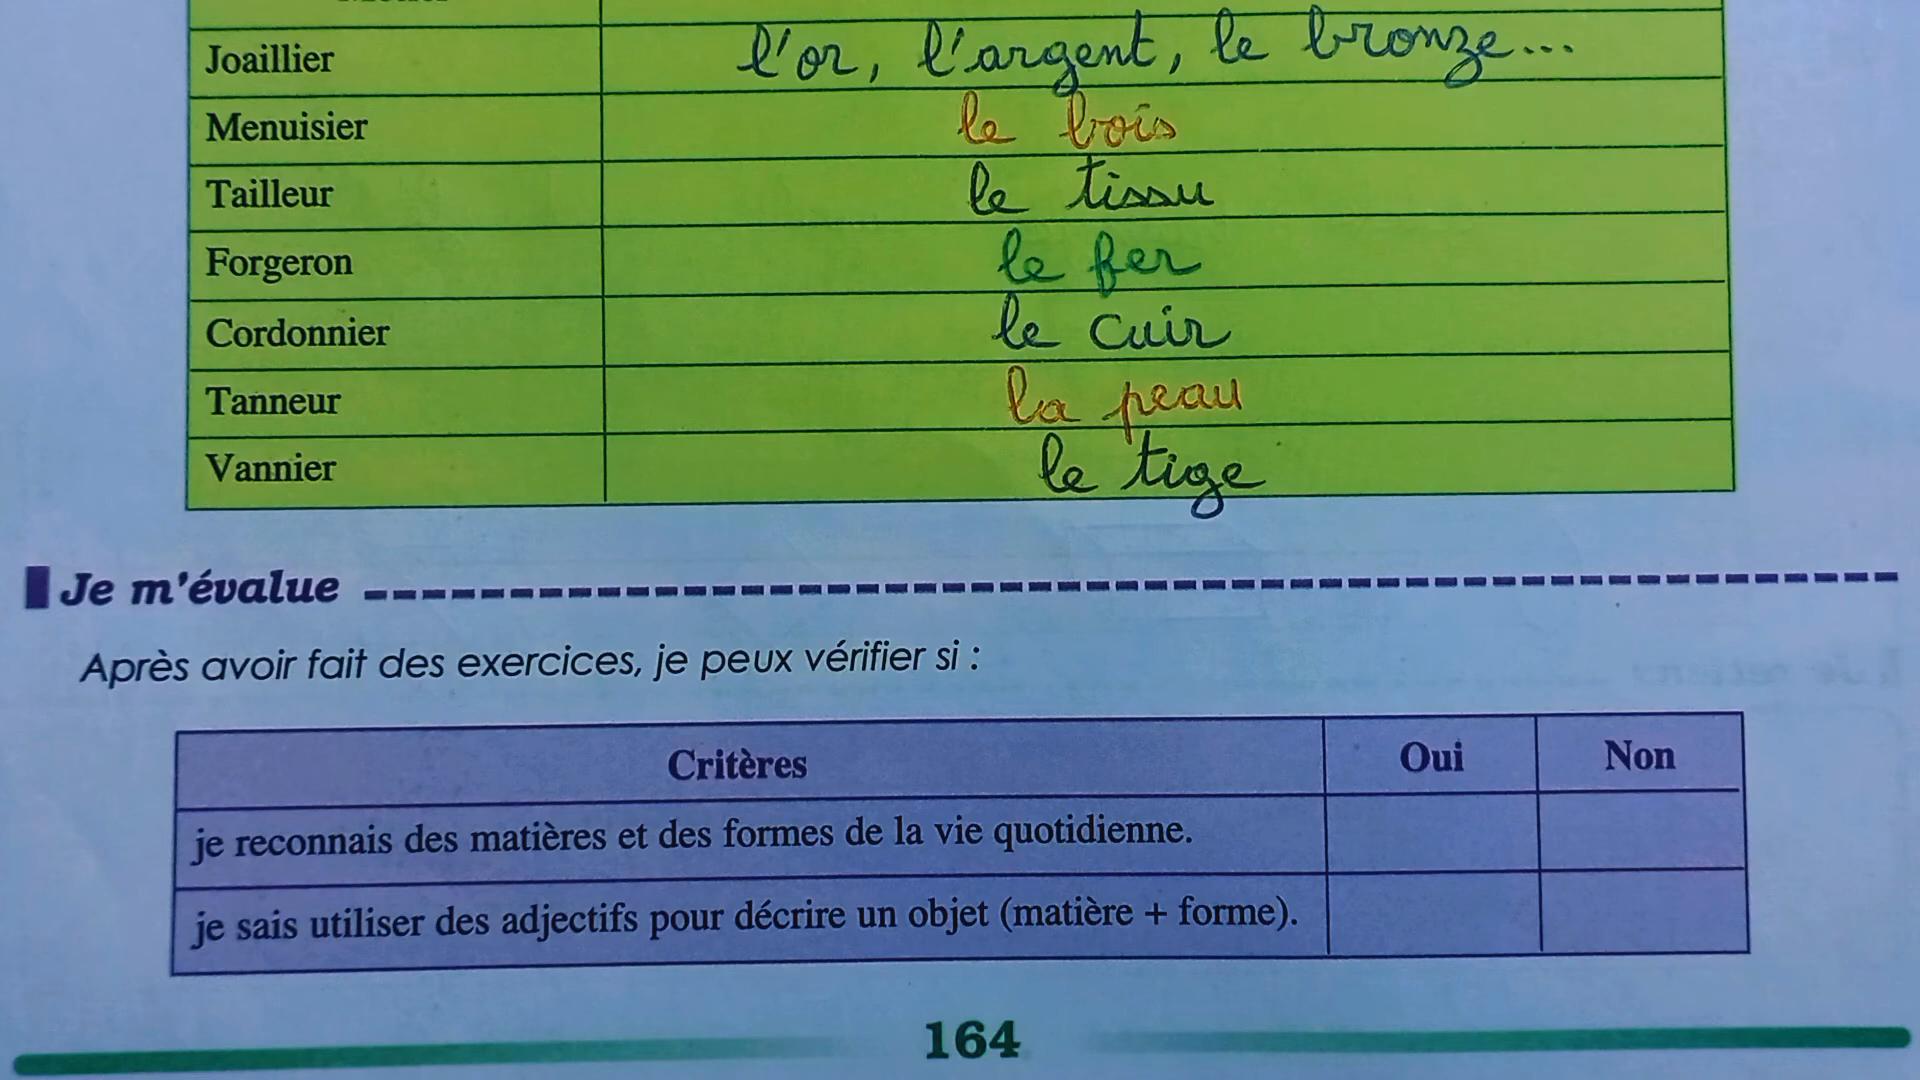 Joaillier l'or, l'argent, le bronze...
Menuisier le bois
Tailleur le tissu
Forgeron le fer
Cordonnier le cuir
Tanneur la peau
Vannier le tige
Je m'évalue
Après avoir fait des exercices, je peux vérifier si :
Critères Oui Non
je reconnais des matières et des formes de la vie quotidienne.
je sais utiliser des adjectifs pour décrire un objet (matière + forme).
164